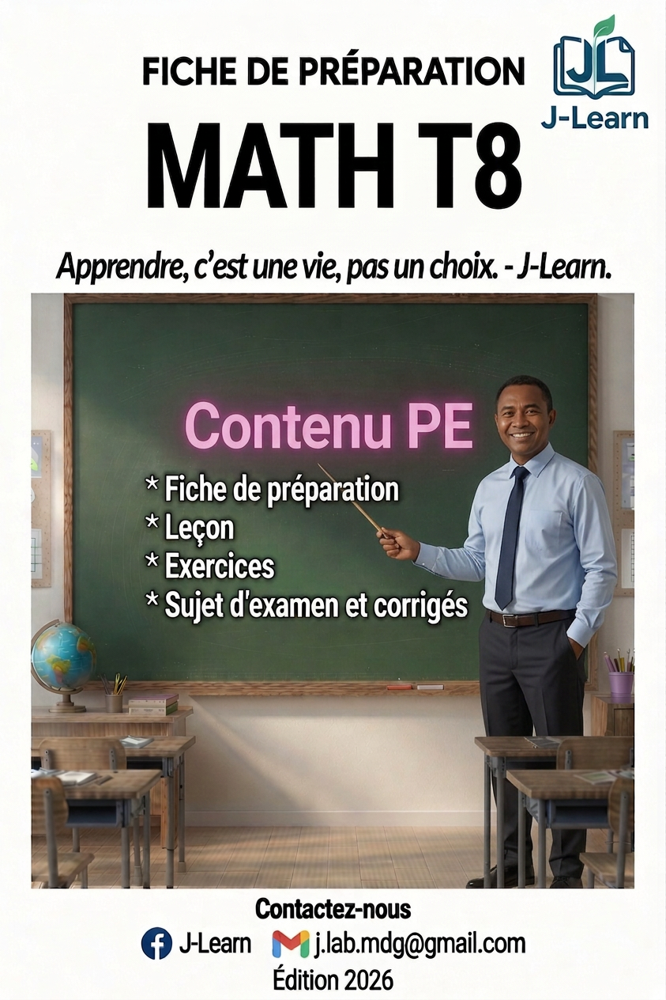 FICHE DE PRÉPARATION
JL
J-Learn
MATH T8
Apprendre, c'est une vie, pas un choix. - J-Learn.
Contenu PE
* Fiche de préparation
* Leçon
* Exercices
* Sujet d'examen et corrigés
Contactez-nous
J-Learn j.lab.mdg@gmail.com
Édition 2026